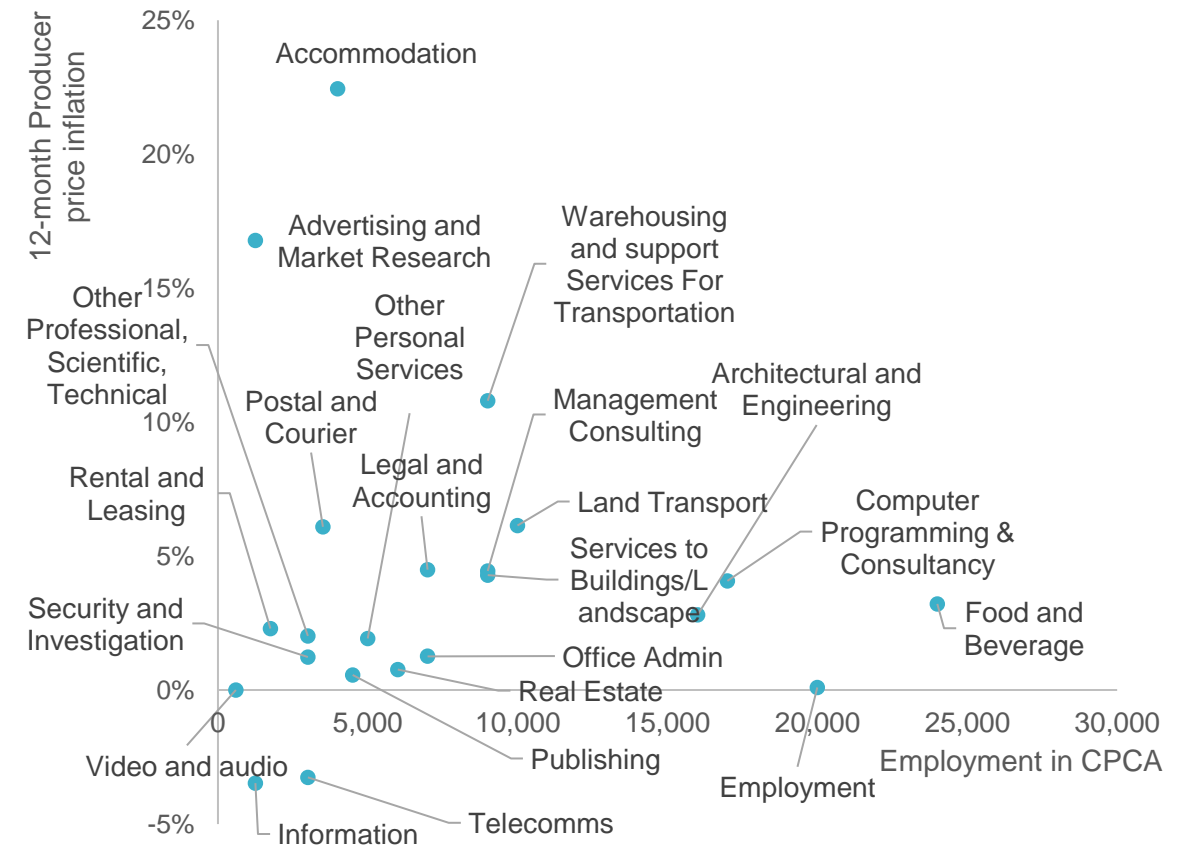 12-month Producer
price inflation
25%
20%
15%
10%
5%
0%
-5%
Accommodation
Advertising and
Market Research
Warehousing
and support
Services For
Transportation
Other
Professional,
Scientific,
Technical
Other
Personal
Services
Architectural and
Engineering
Postal and
Courier
Management
Consulting
Legal and
Accounting
Rental and
Leasing
Land Transport
Computer
Programming &
Consultancy
Services to
Buildings/L
andscape
Security and
Investigation
Food and
Beverage
Office Admin
Real Estate
0
5,000
10,000
15,000
20,000
25,000
30,000
Employment in CPCA
Publishing
Video and audio
Employment
Telecomms
Information